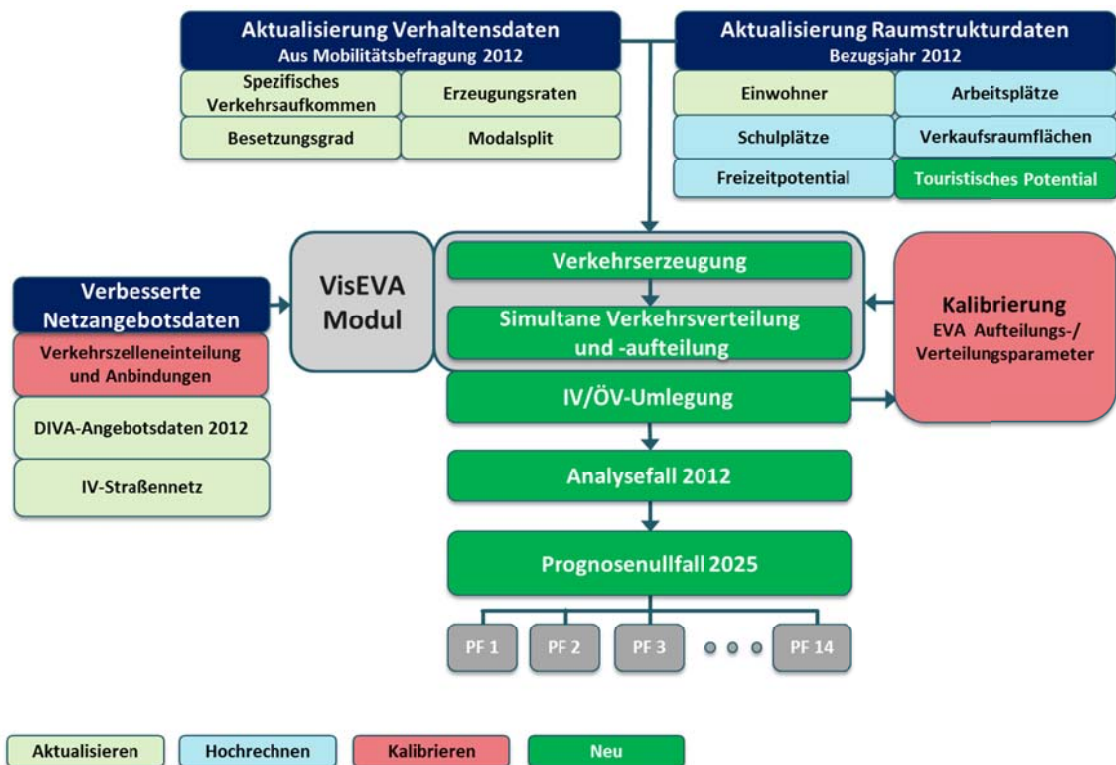 Aktualisierung Verhaltensdaten
Aus Mobilitätsbefragung 2012
Spezifisches
Verkehrsaufkommen
Erzeugungsraten
Besetzungsgrad
Modalsplit
Aktualisierung Raumstrukturdaten
Bezugsjahr 2012
Einwohner
Arbeitsplätze
Schulplätze
Verkaufsraumflächen
Freizeitpotential
Touristisches Potential
Verbesserte
Netzangebotsdaten
Verkehrszelleneinteilung
und Anbindungen
DIVA-Angebotsdaten 2012
IV-Straßennetz
VisEVA
Modul
Verkehrserzeugung
Simultane Verkehrsverteilung
und -aufteilung
IV/ÖV-Umlegung
Kalibrierung
EVA Aufteilungs-/
Verteilungsparameter
Analysefall 2012
Prognosenullfall 2025
PF 1
PF 2
PF 3
PF 14
Aktualisieren
Hochrechnen
Kalibrieren
Neu